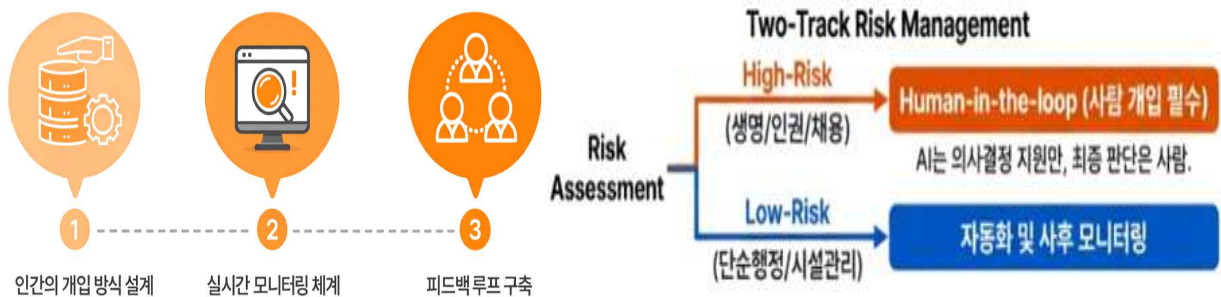 1
2
3
인간의 개입 방식 설계
실시간 모니터링 체계
피드백 루프 구축
Two-Track Risk Management
Risk
Assessment
High-Risk
(생명/인권/채용)
Human-in-the-loop (사람 개입 필수)
AI는 의사결정 지원만, 최종 판단은 사람.
Low-Risk
(단순행정/시설관리)
자동화 및 사후 모니터링